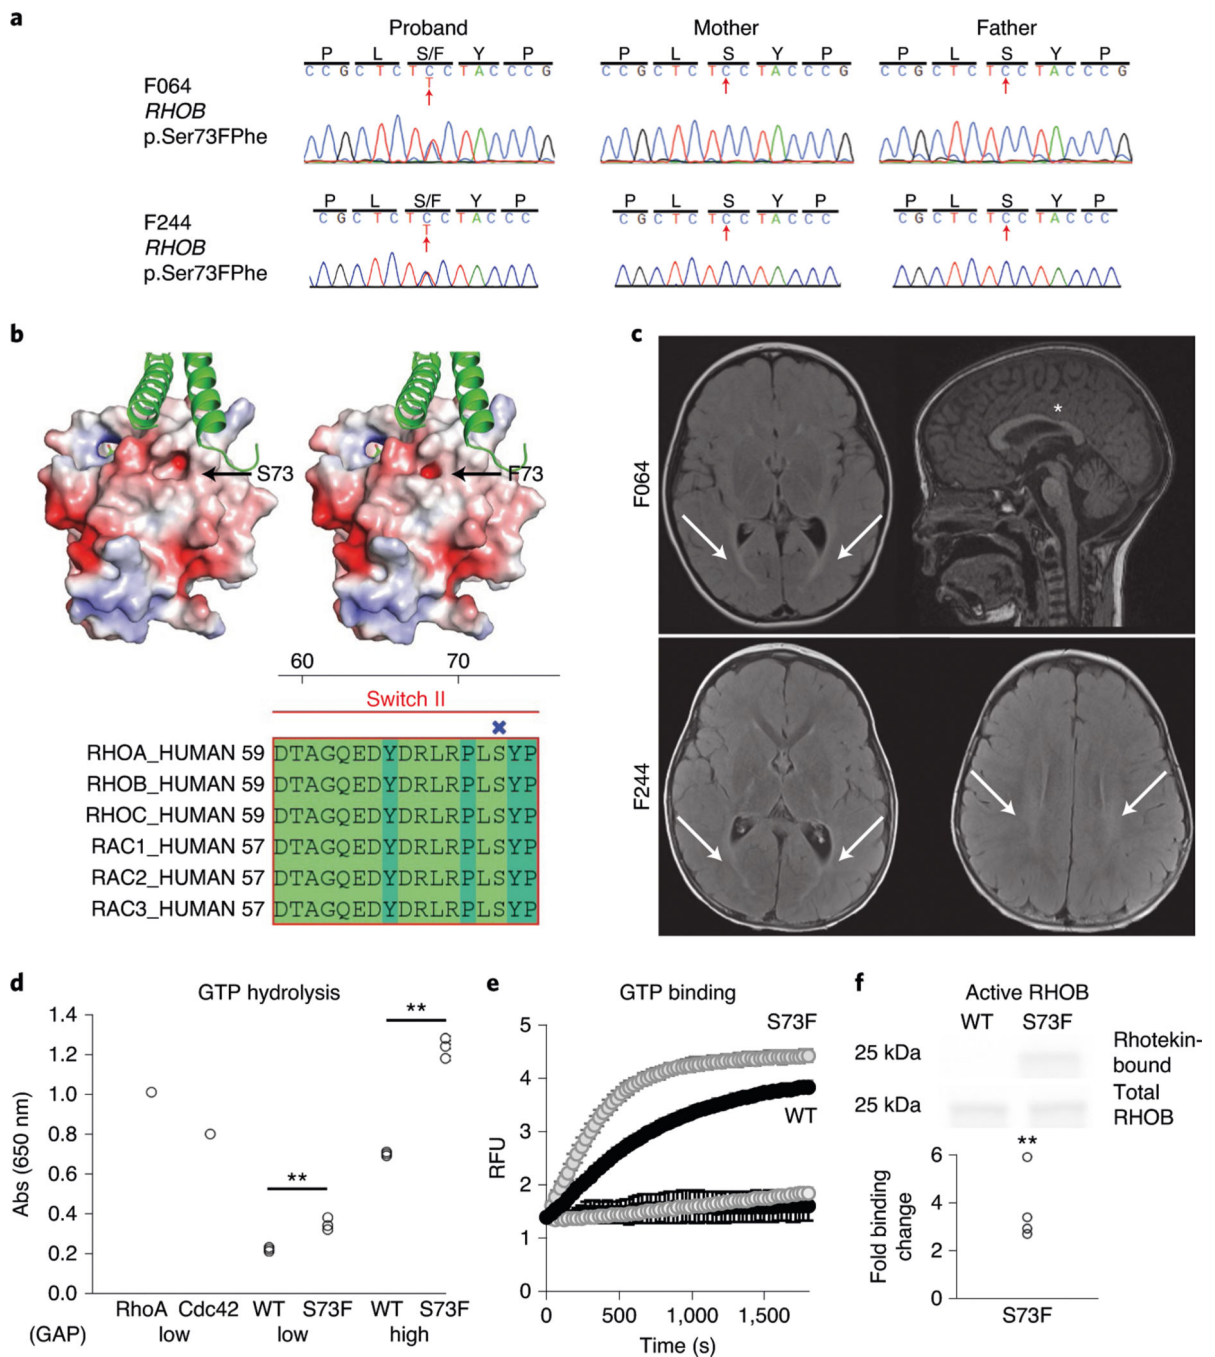 a
Proband
Mother
Father
P L S/F Y P
P L S Y P
P L S Y P
C C G C T C T C C T A C C C G
C C G C T C T C C T A C C C G
C C G C T C T C C T A C C C G
T
F064
RHOB
p.Ser73FPhe
P L S/F Y P
P L S Y P
P L S Y P
C G C T C T C C T A C C C
C G C T C T C C T A C C C
C G C T C T C C T A C C C
T
F244
RHOB
p.Ser73FPhe
b
S73
F73
60 70
Switch II
RHOA_HUMAN 59 DTAGQEDYDRLRPLSYP
RHOB_HUMAN 59 DTAGQEDYDRLRPLSYP
RHOC_HUMAN 59 DTAGQEDYDRLRPLSYP
RAC1_HUMAN 57 DTAGQEDYDRLRPLSYP
RAC2_HUMAN 57 DTAGQEDYDRLRPLSYP
RAC3_HUMAN 57 DTAGQEDYDRLRPLSYP
c
F064
*
F244
d
GTP hydrolysis
Abs (650 nm)
1.4
1.2
1.0
0.8
0.6
0.4
0.2
0.0
**
**
RhoA Cdc42 WT S73F WT S73F
(GAP) low low high
e
GTP binding
RFU
5
4
3
2
1
0
S73F
WT
0 500 1,000 1,500
Time (s)
f
Active RHOB
WT S73F
25 kDa
Rhotekin-
bound
25 kDa
Total
RHOB
**
Fold binding
change
6
4
2
0
S73F